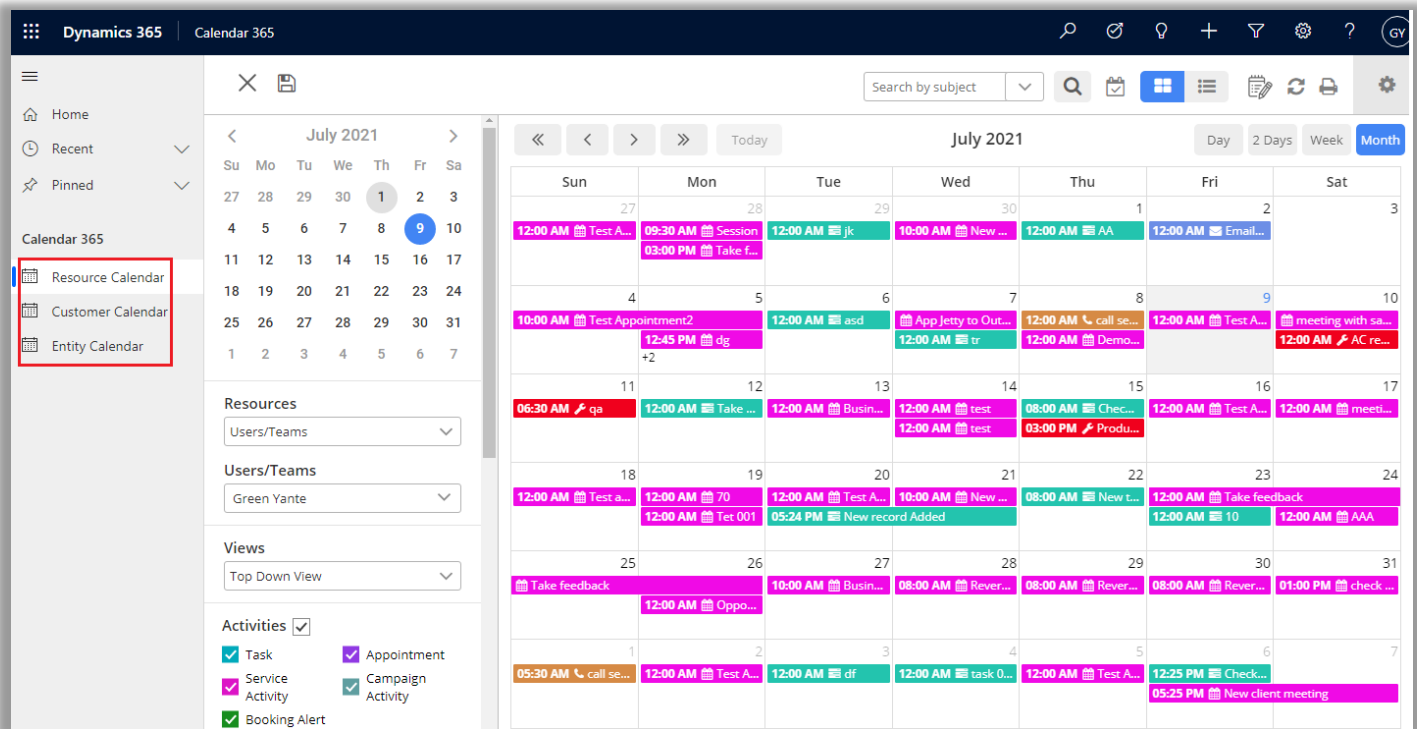 Dynamics 365 Calendar 365 ? GY
Home
Recent
Pinned
Calendar 365
Resource Calendar
Customer Calendar
Entity Calendar
Search by subject
July 2021
Su Mo Tu We Th Fr Sa
27 28 29 30 1 2 3
4 5 6 7 8 9 10
11 12 13 14 15 16 17
18 19 20 21 22 23 24
25 26 27 28 29 30 31
1 2 3 4 5 6 7
Resources
Users/Teams
Users/Teams
Green Yante
Views
Top Down View
Activities
Task Appointment
Service Activity
Campaign Activity
Booking Alert
Today July 2021 Day 2 Days Week Month
Sun Mon Tue Wed Thu Fri Sat
27 28 29 30 1 2 3
12:00 AM Test A... 09:30 AM Session 12:00 AM jk 10:00 AM New ... 12:00 AM AA 12:00 AM Email...
03:00 PM Take f...
4 5 6 7 8 9 10
10:00 AM Test Appointment2 12:00 AM asd App Jetty to Out... 12:00 AM call se... 12:00 AM Test A... meeting with sa...
12:45 PM dg 12:00 AM tr 12:00 AM Demo... 12:00 AM AC re...
+2
11 12 13 14 15 16 17
06:30 AM qa 12:00 AM Take ... 12:00 AM Busin... 12:00 AM test 08:00 AM Chec... 12:00 AM Test A... 12:00 AM meeti...
12:00 AM test 03:00 PM Produ...
18 19 20 21 22 23 24
12:00 AM Test a... 12:00 AM 70 12:00 AM Test A... 10:00 AM New ... 08:00 AM New t... 12:00 AM Take feedback
12:00 AM Tet 001 05:24 PM New record Added 12:00 AM 10 12:00 AM AAA
25 26 27 28 29 30 31
Take feedback 10:00 AM Busin... 08:00 AM Rever... 08:00 AM Rever... 08:00 AM Rever... 01:00 PM check ...
12:00 AM Oppo...
1 2 3 4 5 6 7
05:30 AM call se... 12:00 AM Test A... 12:00 AM df 12:00 AM task 0... 12:00 AM Test A... 12:25 PM Check...
05:25 PM New client meeting